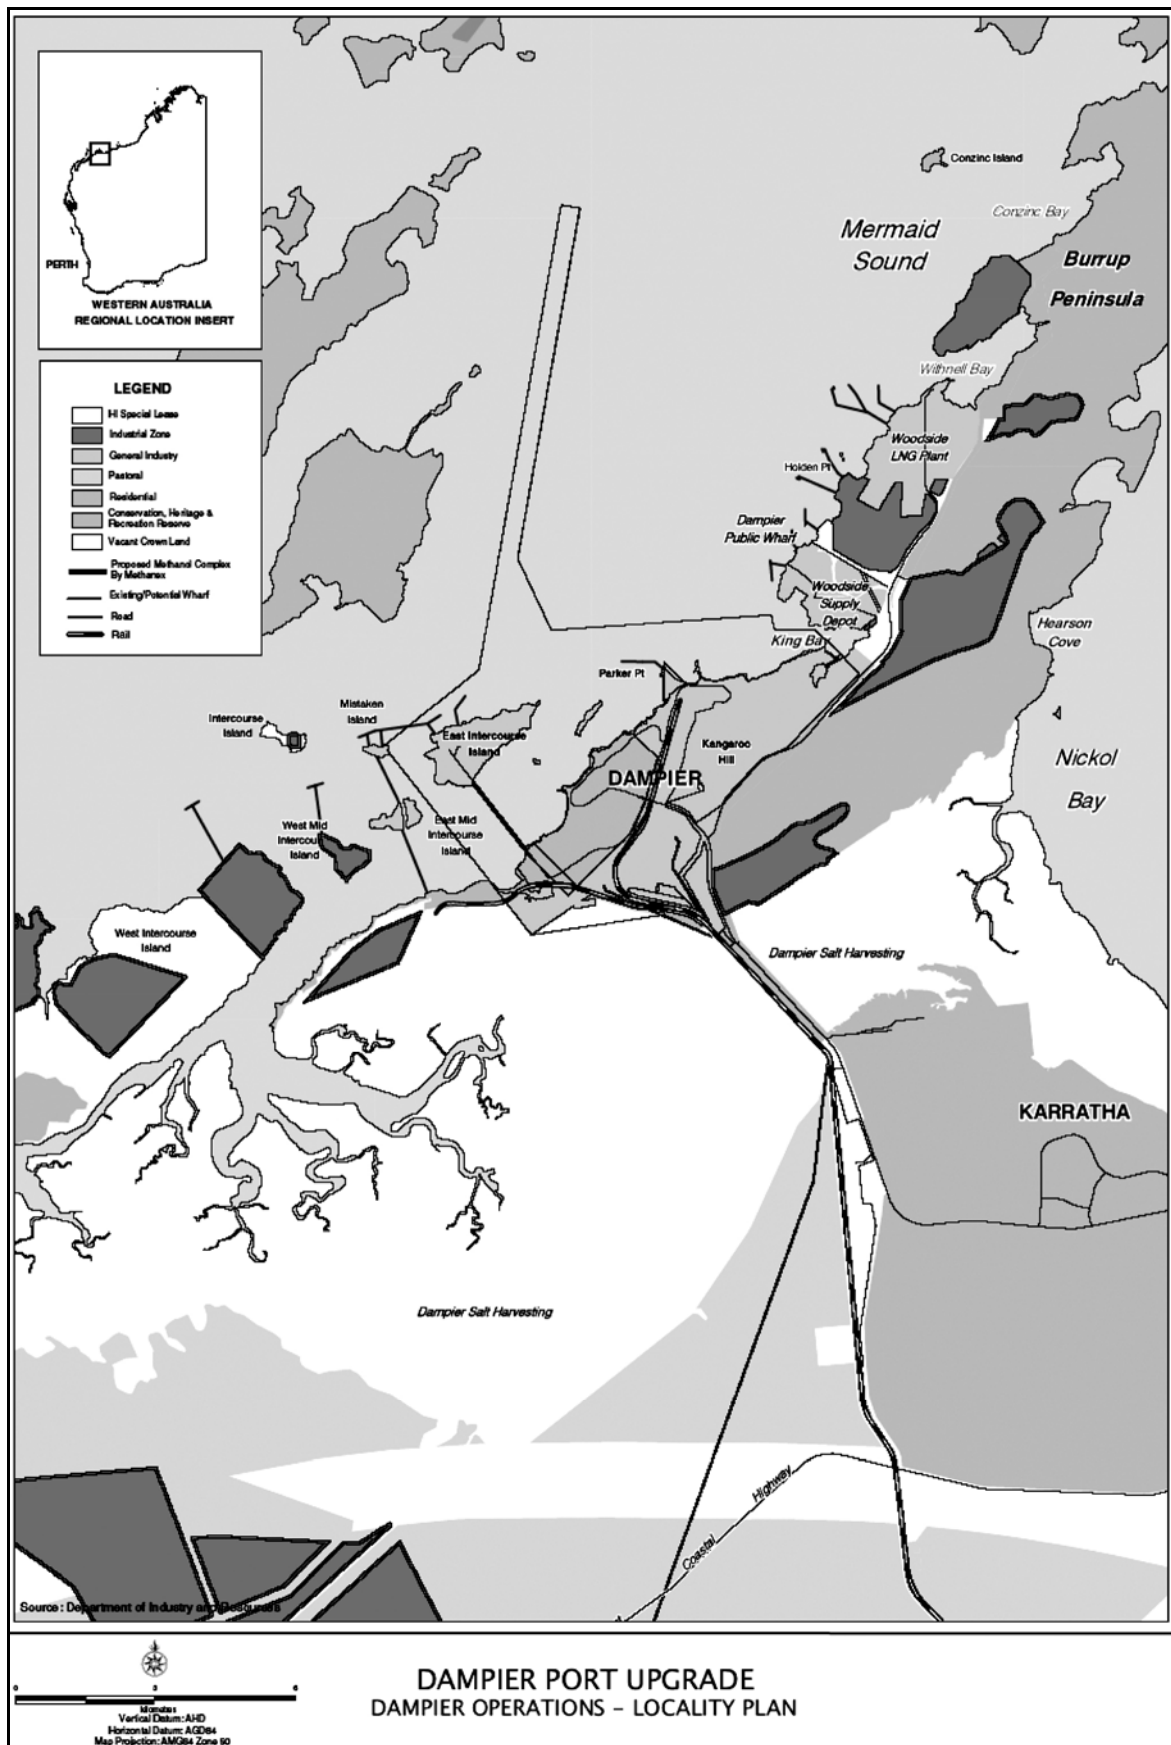 PERTH
WESTERN AUSTRALIA
REGIONAL LOCATION INSERT
LEGEND
HI Special Lease
Industrial Zone
General Industry
Pastoral
Residential
Conservation, Heritage &
Recreation Reserve
Vacant Crown Land
Proposed Methanol Complex
By Methanex
Existing/Potential Wharf
Road
Rail
Conzinc Island
Conzinc Bay
Mermaid
Sound
Burrup
Peninsula
Withnell Bay
Woodside
LNG Plant
Holden Pt
Dampier
Public Wharf
Woodside
Supply
Depot
King Bay
Hearson
Cove
Parker Pt
Mistaken
Island
Intercourse
Island
East Intercourse
Island
Kangaroo
Hill
DAMPIER
Nickol
Bay
West Mid
Intercourse
Island
East Mid
Intercourse
Island
West Intercourse
Island
Dampier Salt Harvesting
KARRATHA
Dampier Salt Harvesting
Coastal Highway
Source : Department of Industry and Resources
0 3 6
kilometres
Vertical Datum: AHD
Horizontal Datum: AGD84
Map Projection: AMG84 Zone 50
DAMPIER PORT UPGRADE
DAMPIER OPERATIONS – LOCALITY PLAN